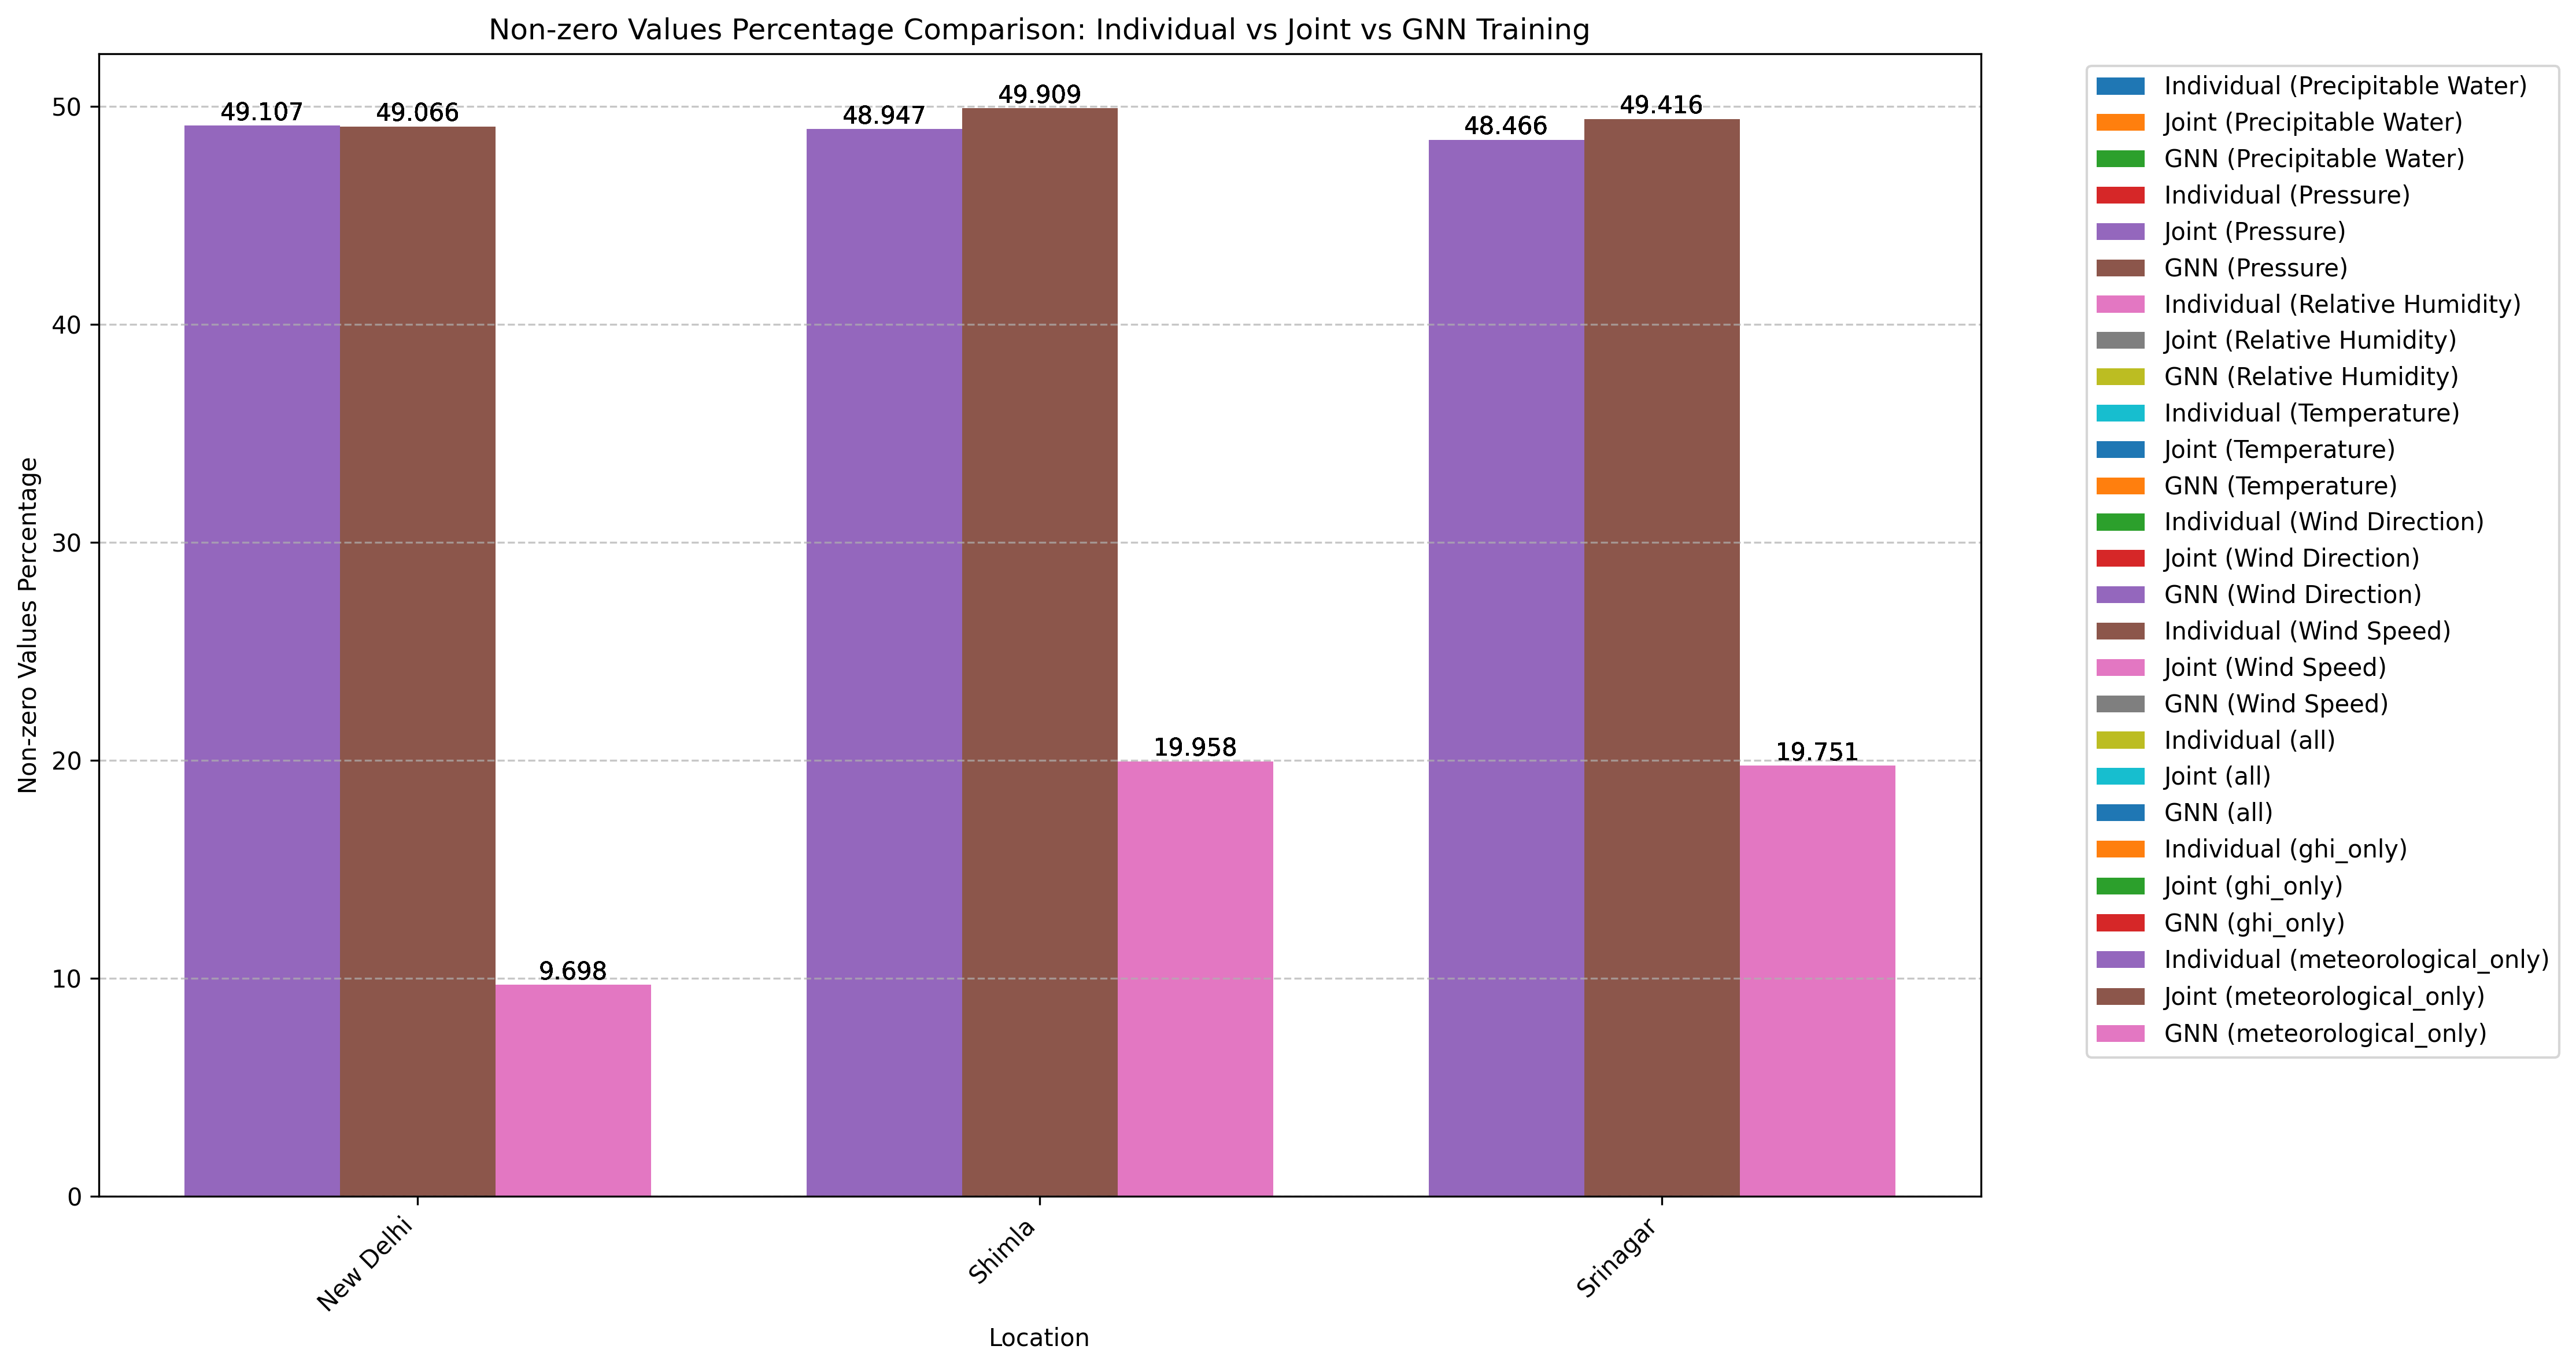 Non-zero Values Percentage Comparison: Individual vs Joint vs GNN Training
Non-zero Values Percentage
50
40
30
20
10
0
49.107
49.066
9.698
48.947
49.909
19.958
48.466
49.416
19.751
New Delhi
Shimla
Srinagar
Location
Individual (Precipitable Water)
Joint (Precipitable Water)
GNN (Precipitable Water)
Individual (Pressure)
Joint (Pressure)
GNN (Pressure)
Individual (Relative Humidity)
Joint (Relative Humidity)
GNN (Relative Humidity)
Individual (Temperature)
Joint (Temperature)
GNN (Temperature)
Individual (Wind Direction)
Joint (Wind Direction)
GNN (Wind Direction)
Individual (Wind Speed)
Joint (Wind Speed)
GNN (Wind Speed)
Individual (all)
Joint (all)
GNN (all)
Individual (ghi_only)
Joint (ghi_only)
GNN (ghi_only)
Individual (meteorological_only)
Joint (meteorological_only)
GNN (meteorological_only)